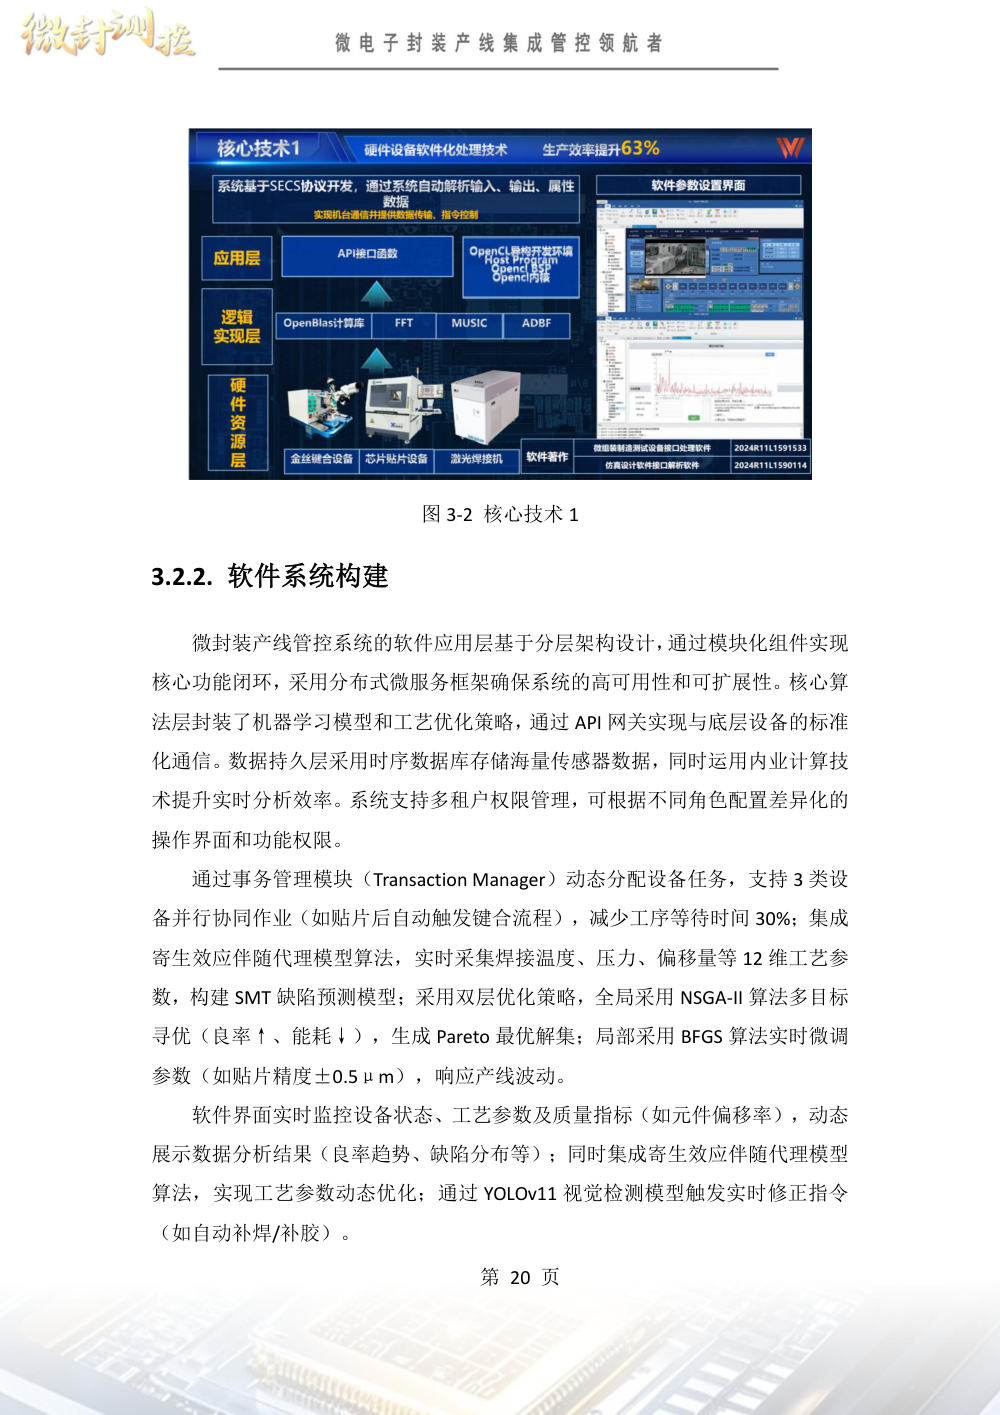 微封测控
微电子封装产线集成管控领航者
核心技术1
硬件设备软件化处理技术
生产效率提升63%
系统基于SECS协议开发，通过系统自动解析输入、输出、属性
数据
实现机台通信并提供数据传输、指令控制
软件参数设置界面
应用层
API接口函数
OpenCL异构开发环境
Host Program
Opencl BSP
Opencl内核
逻辑
实现层
OpenBlas计算库
FFT
MUSIC
ADBF
硬
件
资
源
层
金丝键合设备
芯片贴片设备
激光焊接机
软件著作
微组装制造测试设备接口处理软件
2024R11L1591533
仿真设计软件接口解析软件
2024R11L1590114
图 3-2 核心技术 1
3.2.2. 软件系统构建
微封装产线管控系统的软件应用层基于分层架构设计，通过模块化组件实现
核心功能闭环，采用分布式微服务框架确保系统的高可用性和可扩展性。核心算
法层封装了机器学习模型和工艺优化策略，通过 API 网关实现与底层设备的标准
化通信。数据持久层采用时序数据库存储海量传感器数据，同时运用内业计算技
术提升实时分析效率。系统支持多租户权限管理，可根据不同角色配置差异化的
操作界面和功能权限。
通过事务管理模块（Transaction Manager）动态分配设备任务，支持 3 类设
备并行协同作业（如贴片后自动触发键合流程），减少工序等待时间 30%；集成
寄生效应伴随代理模型算法，实时采集焊接温度、压力、偏移量等 12 维工艺参
数，构建 SMT 缺陷预测模型；采用双层优化策略，全局采用 NSGA-II 算法多目标
寻优（良率↑、能耗↓），生成 Pareto 最优解集；局部采用 BFGS 算法实时微调
参数（如贴片精度±0.5μm），响应产线波动。
软件界面实时监控设备状态、工艺参数及质量指标（如元件偏移率），动态
展示数据分析结果（良率趋势、缺陷分布等）；同时集成寄生效应伴随代理模型
算法，实现工艺参数动态优化；通过 YOLOv11 视觉检测模型触发实时修正指令
（如自动补焊/补胶）。
第 20 页